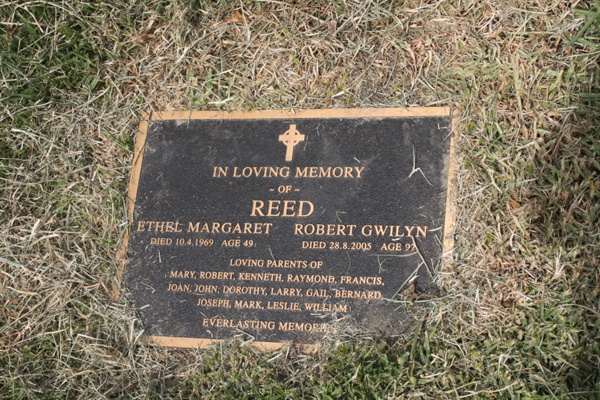 IN LOVING MEMORY
- OF -
REED
ETHEL MARGARET ROBERT GWILYN
DIED 10.4.1969 AGE 49 DIED 28.8.2005 AGE
LOVING PARENTS OF
MARY, ROBERT, KENNETH, RAYMOND, FRANCIS,
JOAN, JOHN, DOROTHY, LARRY, GAIL, BERNARD
JOSEPH, MARK, LESLIE, WILLIAM
EVERLASTING